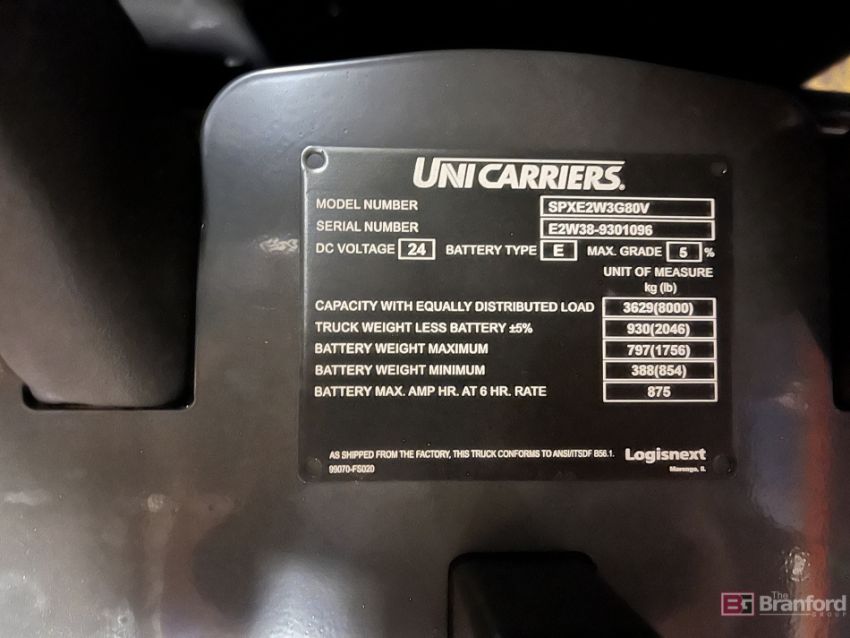 UNICARRIERS.
MODEL NUMBER SPXE2W3G80V
SERIAL NUMBER E2W38-9301096
DC VOLTAGE 24 BATTERY TYPE E MAX. GRADE 5 %
UNIT OF MEASURE
kg (lb)
CAPACITY WITH EQUALLY DISTRIBUTED LOAD 3629(8000)
TRUCK WEIGHT LESS BATTERY ±5% 930(2046)
BATTERY WEIGHT MAXIMUM 797(1756)
BATTERY WEIGHT MINIMUM 388(854)
BATTERY MAX. AMP HR. AT 6 HR. RATE 875
AS SHIPPED FROM THE FACTORY, THIS TRUCK CONFORMS TO ANSI/ITSDF B56.1. Logisnext
99070-FS020 Marengo, IL
BG The Branford GROUP